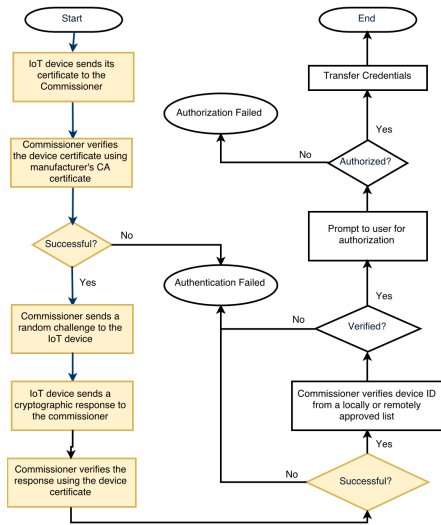 Start
IoT device sends its
certificate to the
Commissioner
Commissioner verifies
the device certificate using
manufacturer's CA
certificate
Successful?
No
Yes
Authentication Failed
Commissioner sends a
random challenge to the
IoT device
IoT device sends a
cryptographic response to
the commissioner
Commissioner verifies the
response using the device
certificate
Successful?
No
Yes
Commissioner verifies device ID
from a locally or remotely
approved list
Verified?
No
Yes
Prompt to user for
authorization
Authorized?
No
Authorization Failed
Yes
Transfer Credentials
End